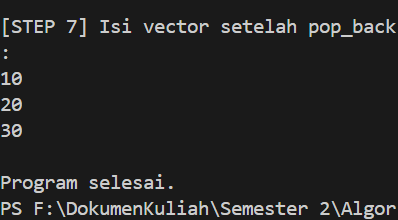 [STEP 7] Isi vector setelah pop_back
:
10
20
30
Program selesai.
PS F:\DokumenKuliah\Semester 2\Algor